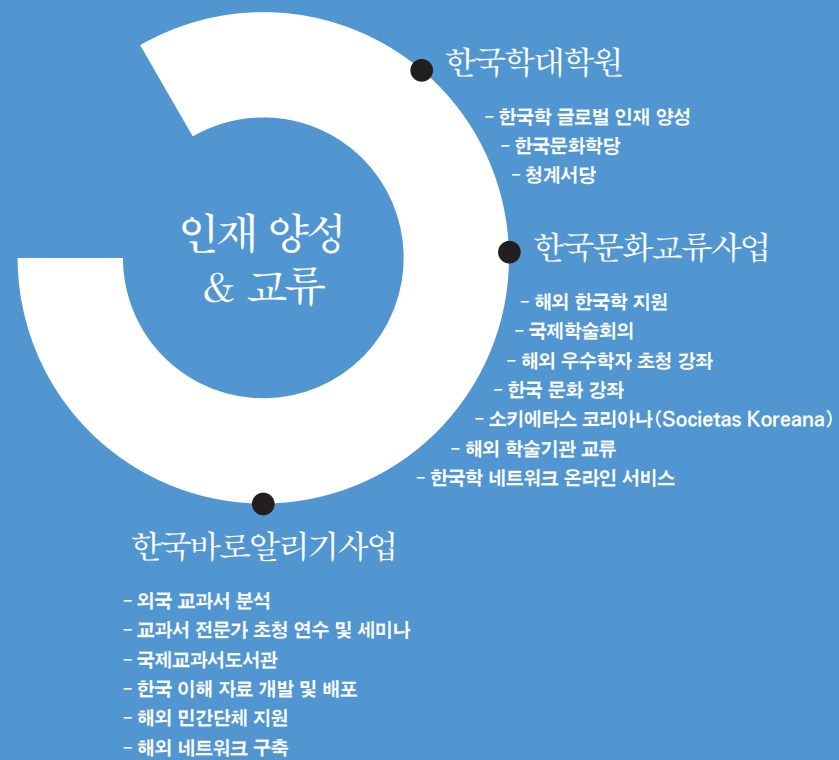 인재 양성
& 교류
한국학대학원
- 한국학 글로벌 인재 양성
- 한국문화학당
- 청계서당
한국문화교류사업
- 해외 한국학 지원
- 국제학술회의
- 해외 우수학자 초청 강좌
- 한국 문화 강좌
- 소키에타스 코리아나(Societas Koreana)
- 해외 학술기관 교류
- 한국학 네트워크 온라인 서비스
한국바로알리기사업
- 외국 교과서 분석
- 교과서 전문가 초청 연수 및 세미나
- 국제교과서도서관
- 한국 이해 자료 개발 및 배포
- 해외 민간단체 지원
- 해외 네트워크 구축